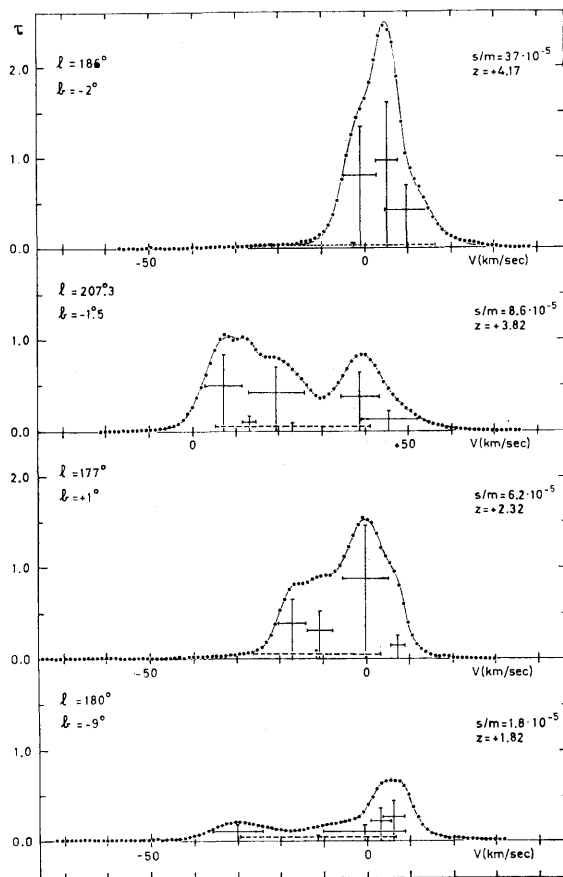 τ
2.0
1.0
0.0
ℓ = 186°
b = -2°
s/m = 37·10⁻⁵
z = +4.17
-50 0 V(km/sec)
ℓ = 207°.3
b = -1°.5
s/m = 8.6·10⁻⁵
z = +3.82
1.0
0.0
0 +50 V(km/sec)
ℓ = 177°
b = +1°
s/m = 6.2·10⁻⁵
z = +2.32
1.0
0.0
-50 0 V(km/sec)
ℓ = 180°
b = -9°
s/m = 1.8·10⁻⁵
z = +1.82
1.0
0.0
-50 0 V(km/sec)